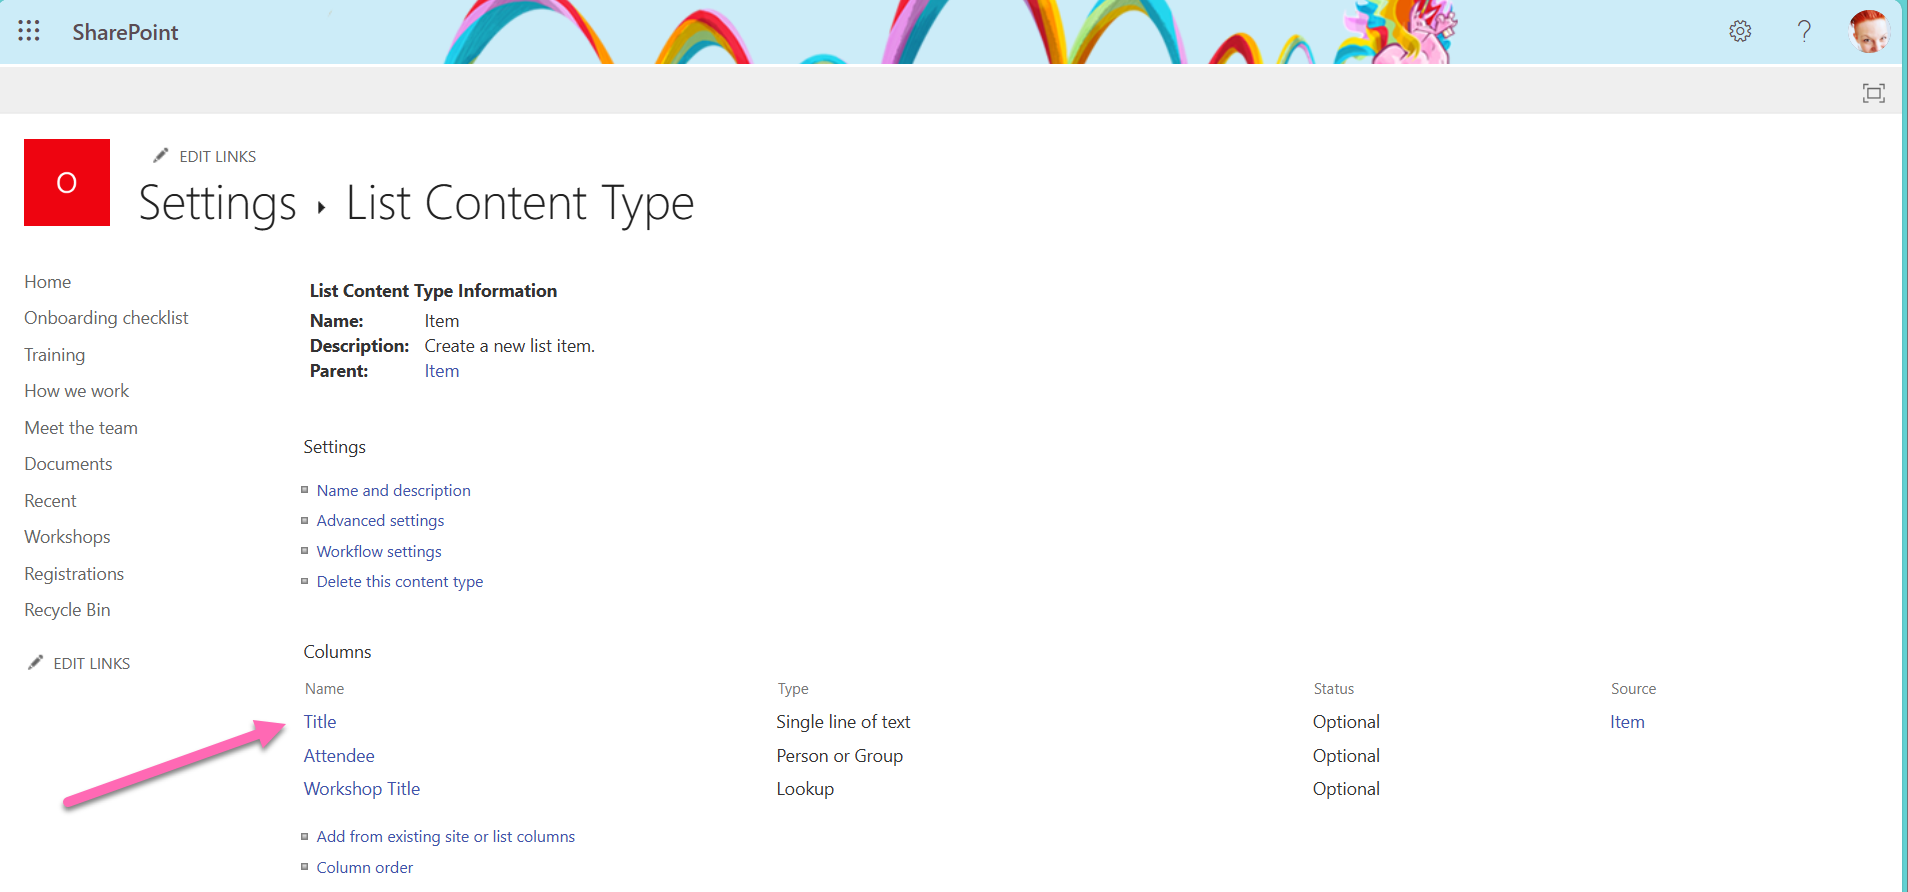 SharePoint
?
O
EDIT LINKS
Settings ▸ List Content Type
Home
Onboarding checklist
Training
How we work
Meet the team
Documents
Recent
Workshops
Registrations
Recycle Bin
EDIT LINKS
List Content Type Information
Name: Item
Description: Create a new list item.
Parent: Item
Settings
Name and description
Advanced settings
Workflow settings
Delete this content type
Columns
Name Type Status Source
Title Single line of text Optional Item
Attendee Person or Group Optional
Workshop Title Lookup Optional
Add from existing site or list columns
Column order